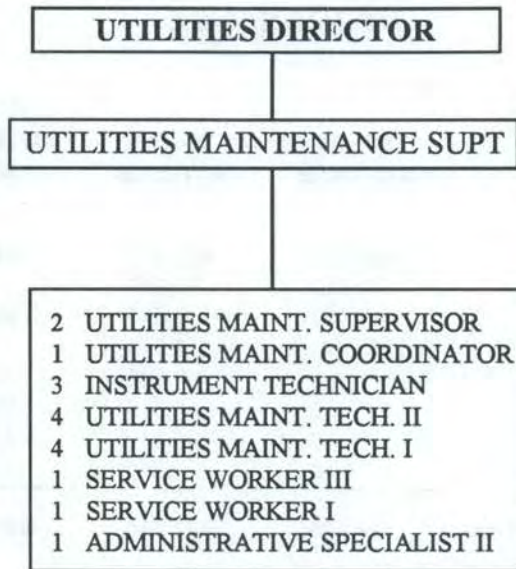 UTILITIES DIRECTOR
UTILITIES MAINTENANCE SUPT
2 UTILITIES MAINT. SUPERVISOR
1 UTILITIES MAINT. COORDINATOR
3 INSTRUMENT TECHNICIAN
4 UTILITIES MAINT. TECH. II
4 UTILITIES MAINT. TECH. I
1 SERVICE WORKER III
1 SERVICE WORKER I
1 ADMINISTRATIVE SPECIALIST II